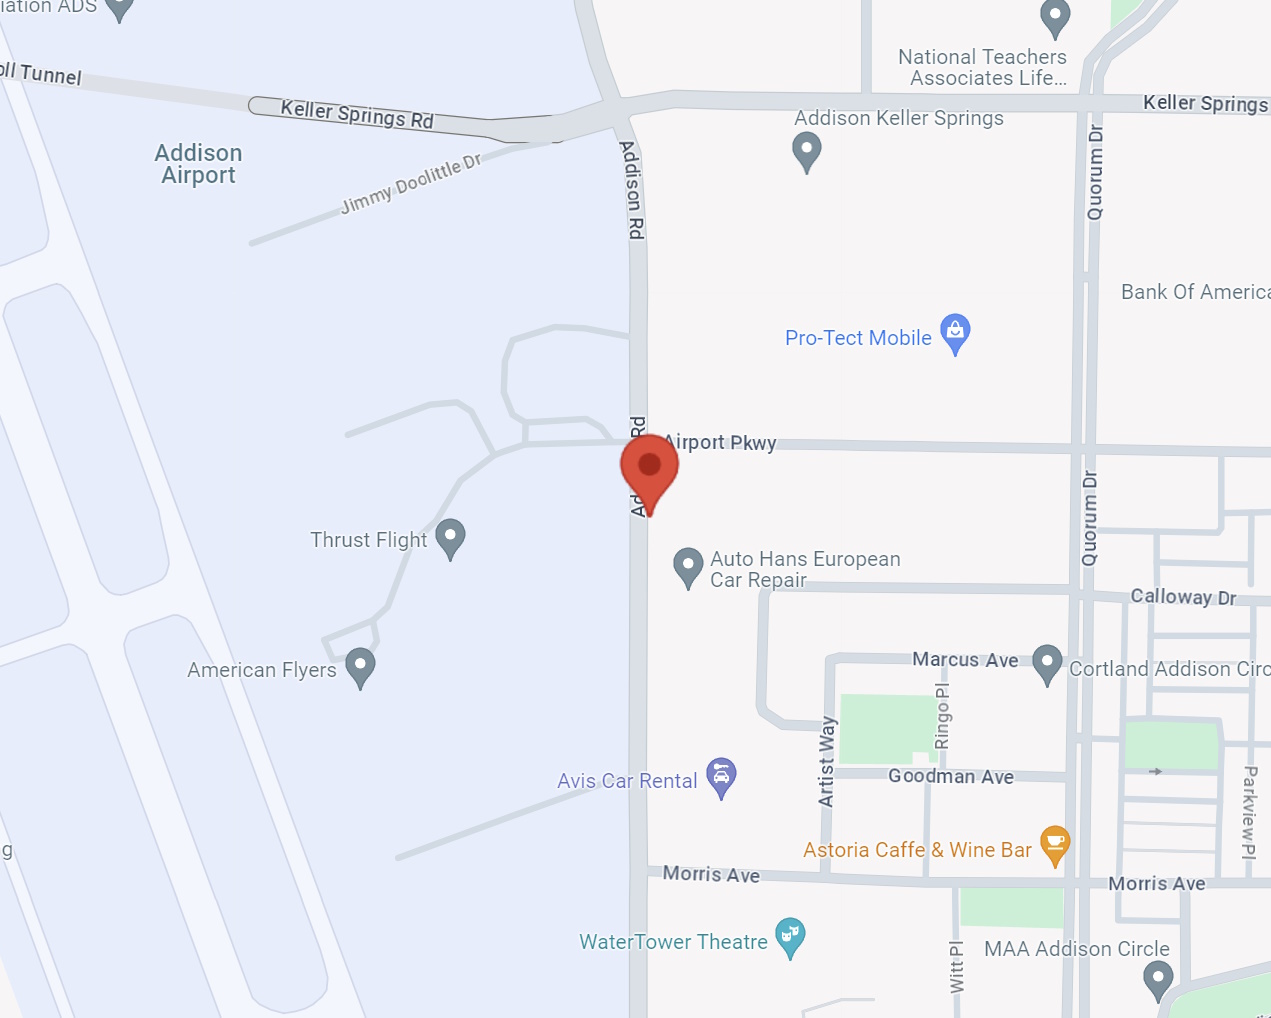 iation ADS
oll Tunnel
Keller Springs Rd
Addison
Airport
Jimmy Doolittle Dr
Addison Rd
National Teachers
Associates Life...
Keller Springs
Addison Keller Springs
Quorum Dr
Bank Of America
Pro-Tect Mobile
Rd
Airport Pkwy
Ad
Thrust Flight
Auto Hans European
Car Repair
Quorum Dr
Calloway Dr
American Flyers
Marcus Ave
Cortland Addison Circ
Ringo Pl
Artist Way
Avis Car Rental
Goodman Ave
Parkview Pl
g
Astoria Caffe & Wine Bar
Morris Ave
Morris Ave
WaterTower Theatre
Witt Pl
MAA Addison Circle